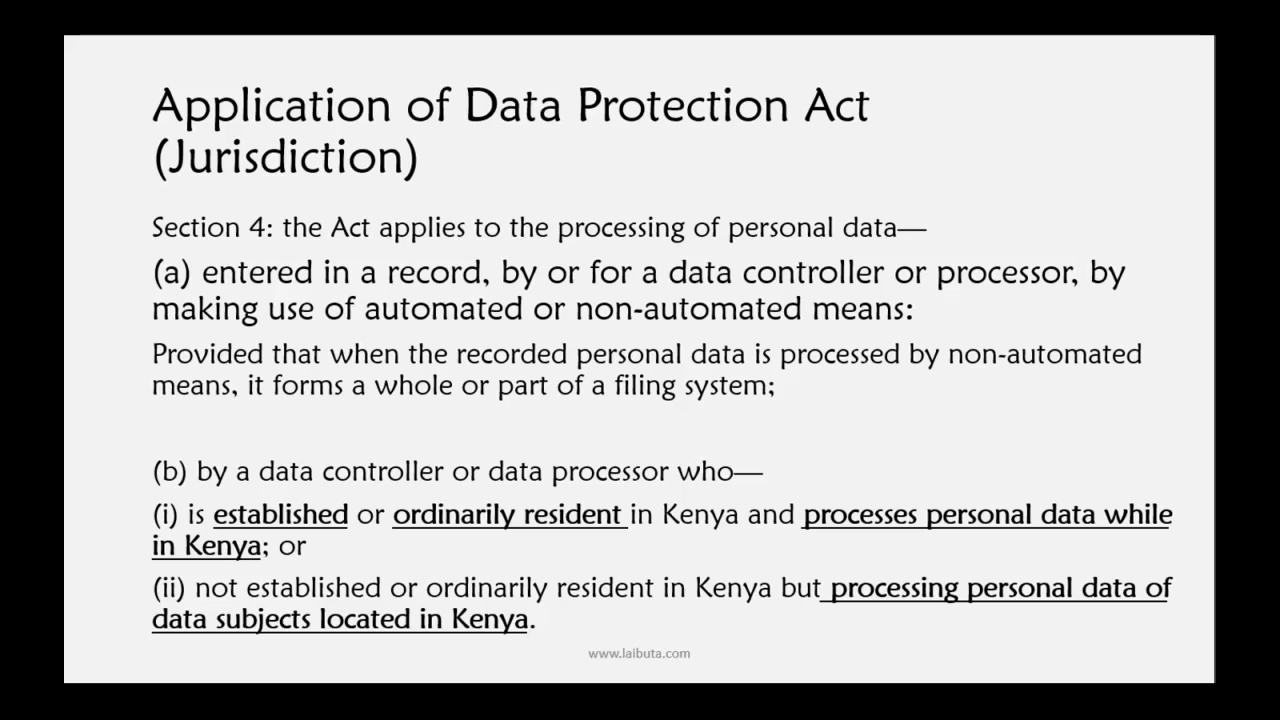 Application of Data Protection Act
(Jurisdiction)
Section 4: the Act applies to the processing of personal data—
(a) entered in a record, by or for a data controller or processor, by
making use of automated or non-automated means:
Provided that when the recorded personal data is processed by non-automated
means, it forms a whole or part of a filing system;
(b) by a data controller or data processor who—
(i) is established or ordinarily resident in Kenya and processes personal data while
in Kenya; or
(ii) not established or ordinarily resident in Kenya but processing personal data of
data subjects located in Kenya.
www.laibuta.com